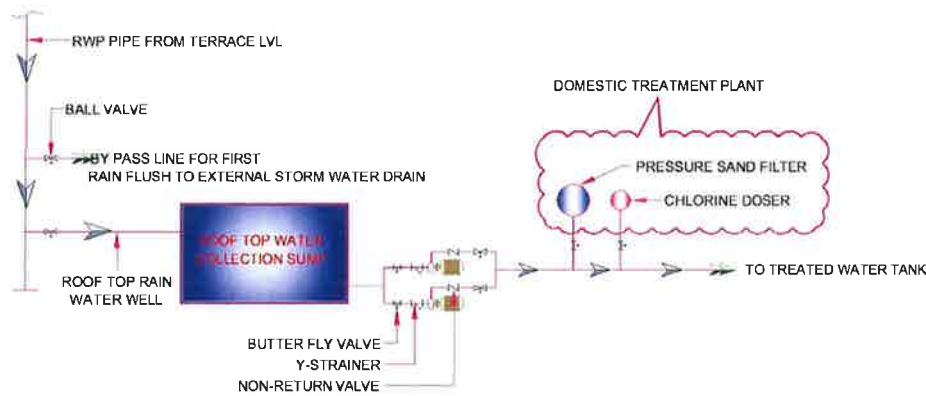 RWP PIPE FROM TERRACE LVL
DOMESTIC TREATMENT PLANT
BALL VALVE
BY PASS LINE FOR FIRST
RAIN FLUSH TO EXTERNAL STORM WATER DRAIN
PRESSURE SAND FILTER
CHLORINE DOSER
ROOF TOP WATER
COLLECTION SUMP
ROOF TOP RAIN
WATER WELL
TO TREATED WATER TANK
BUTTER FLY VALVE
Y-STRAINER
NON-RETURN VALVE